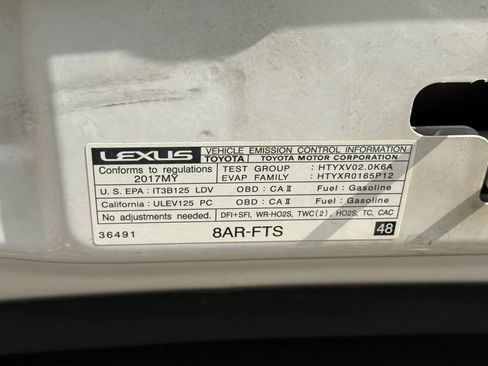 LEXUS VEHICLE EMISSION CONTROL INFORMATION
TOYOTA TOYOTA MOTOR CORPORATION
Conforms to regulations TEST GROUP : HTYXV02.0K6A
2017MY EVAP FAMILY : HTYXR0165P12
U.S. EPA : IT3B125 LDV OBD : CA II Fuel : Gasoline
California : ULEV125 PC OBD : CA II Fuel : Gasoline
No adjustments needed. DFI+SFI, WR-HO2S, TWC(2), HO2S, TC, CAC
36491 8AR-FTS 48